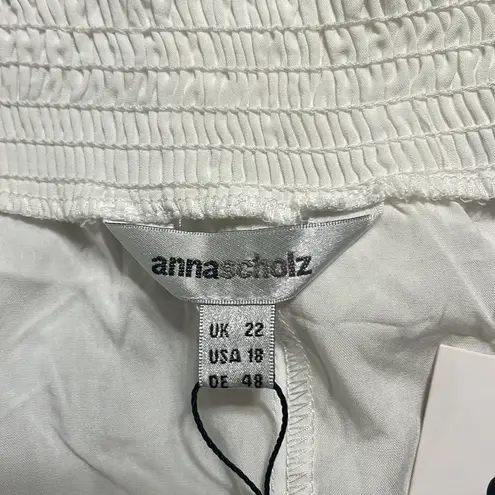 annascholz
UK 22
USA 18
DE 48